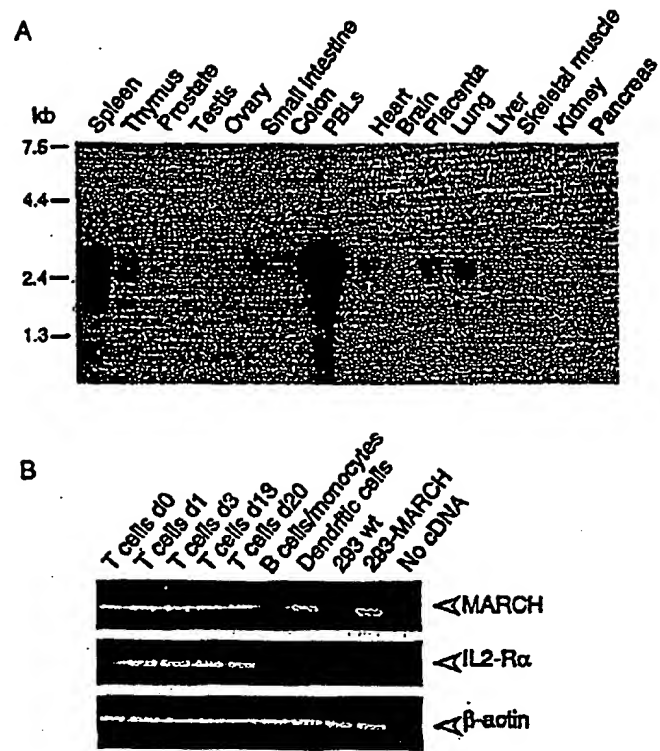 A
kb
Spleen
Thymus
Prostate
Testis
Ovary
Small intestine
Colon
PBLs
Heart
Brain
Placenta
Lung
Liver
Skeletal muscle
Kidney
Pancreas
7.5
4.4
2.4
1.3
B
T cells d0
T cells d1
T cells d3
T cells d13
T cells d20
B cells/monocytes
Dendritic cells
293 wt
293-MARCH
No cDNA
MARCH
IL2-Rα
β-actin